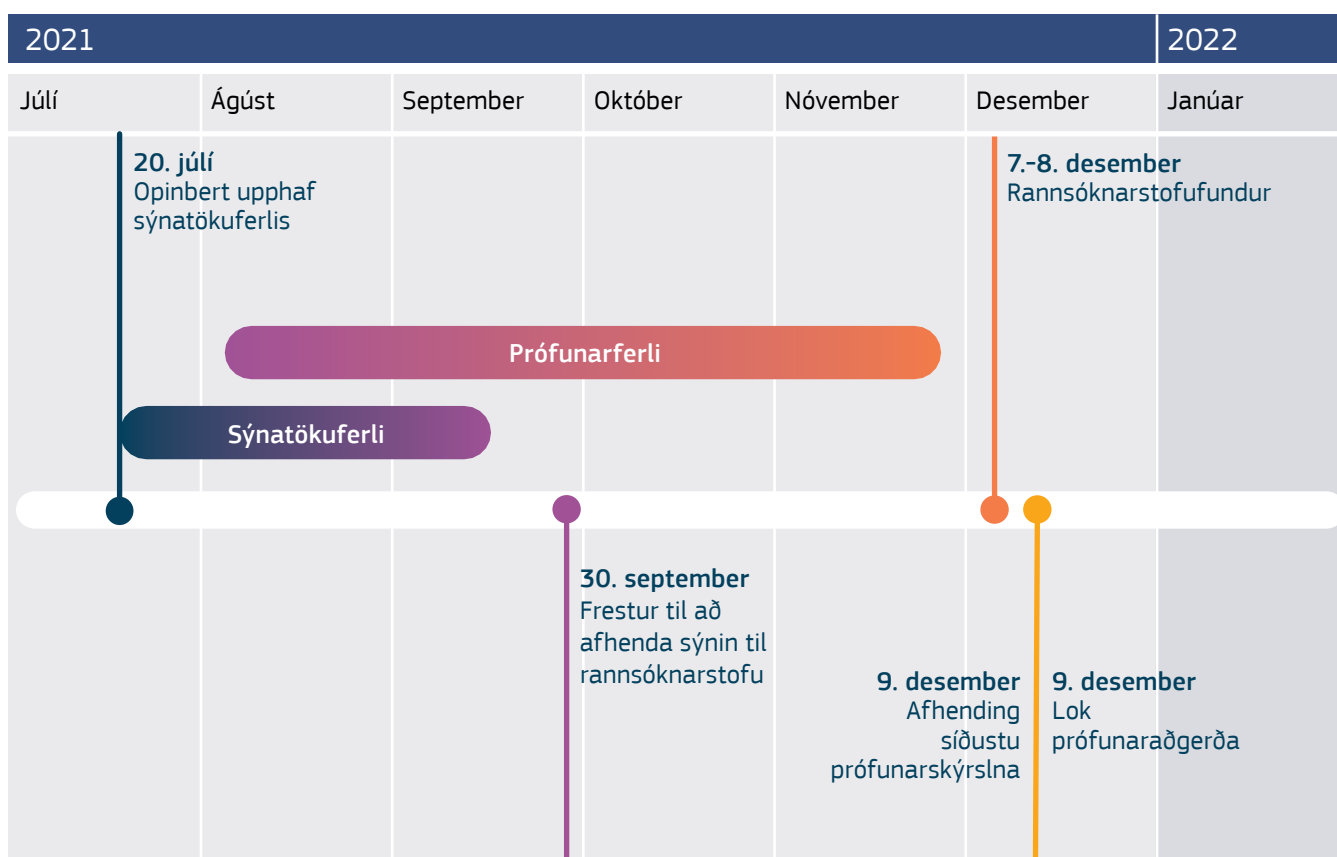 2021
2022
Júlí
Ágúst
September
Október
Nóvember
Desember
Janúar
20. júlí
Opinbert upphaf
sýnatökuferlis
7.-8. desember
Rannsóknarstofufundur
Prófunarferli
Sýnatökuferli
30. september
Frestur til að
afhenda sýnin til
rannsóknarstofu
9. desember
Afhending
síðustu
prófunarskýrslna
9. desember
Lok
prófunaraðgerða